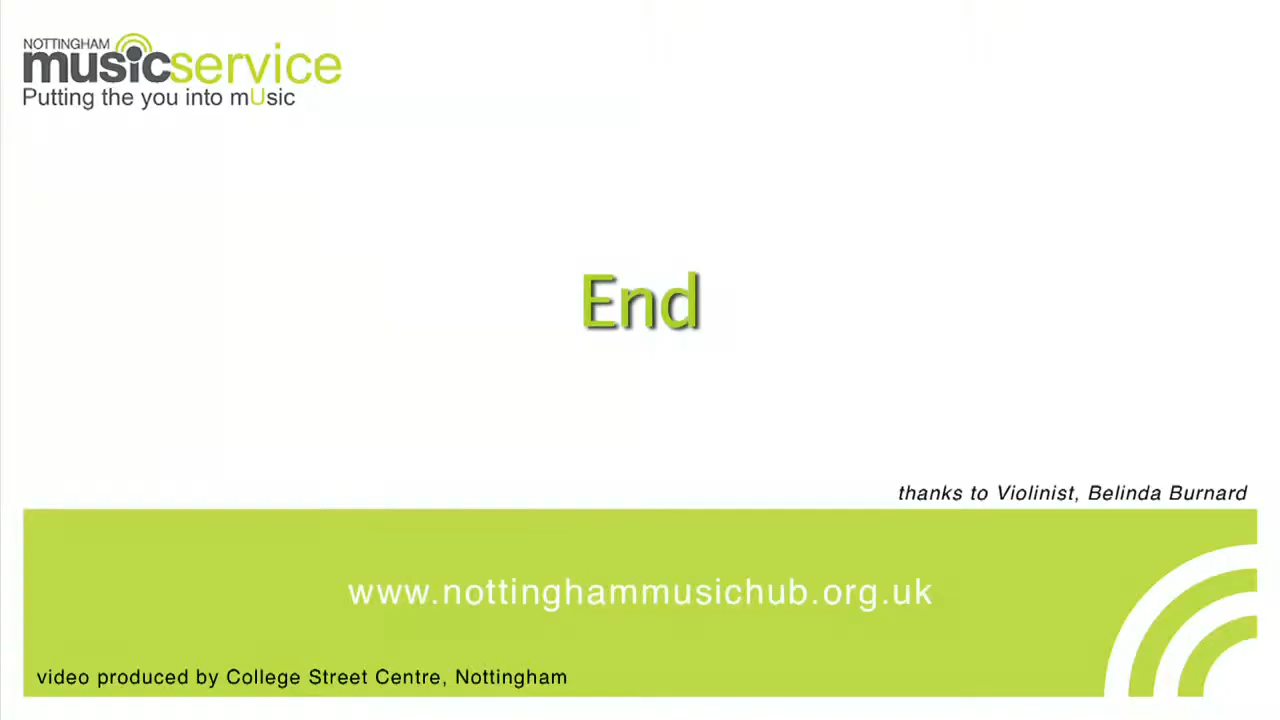 NOTTINGHAM
musicservice
Putting the you into mUsic
End
thanks to Violinist, Belinda Burnard
www.nottinghammusichub.org.uk
video produced by College Street Centre, Nottingham